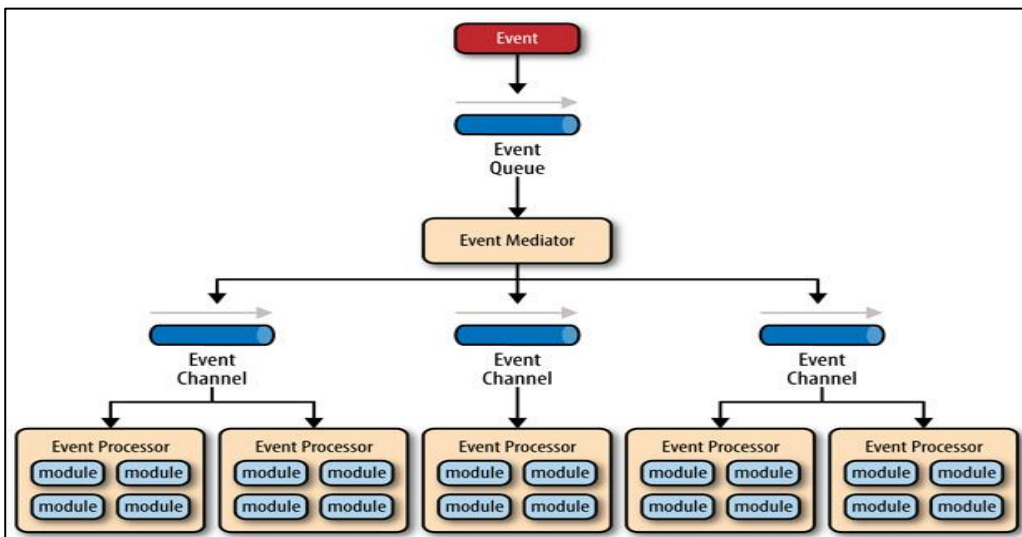 Event
Event
Queue
Event Mediator
Event
Channel
Event
Channel
Event
Channel
Event Processor
module module
module module
Event Processor
module module
module module
Event Processor
module module
module module
Event Processor
module module
module module
Event Processor
module module
module module